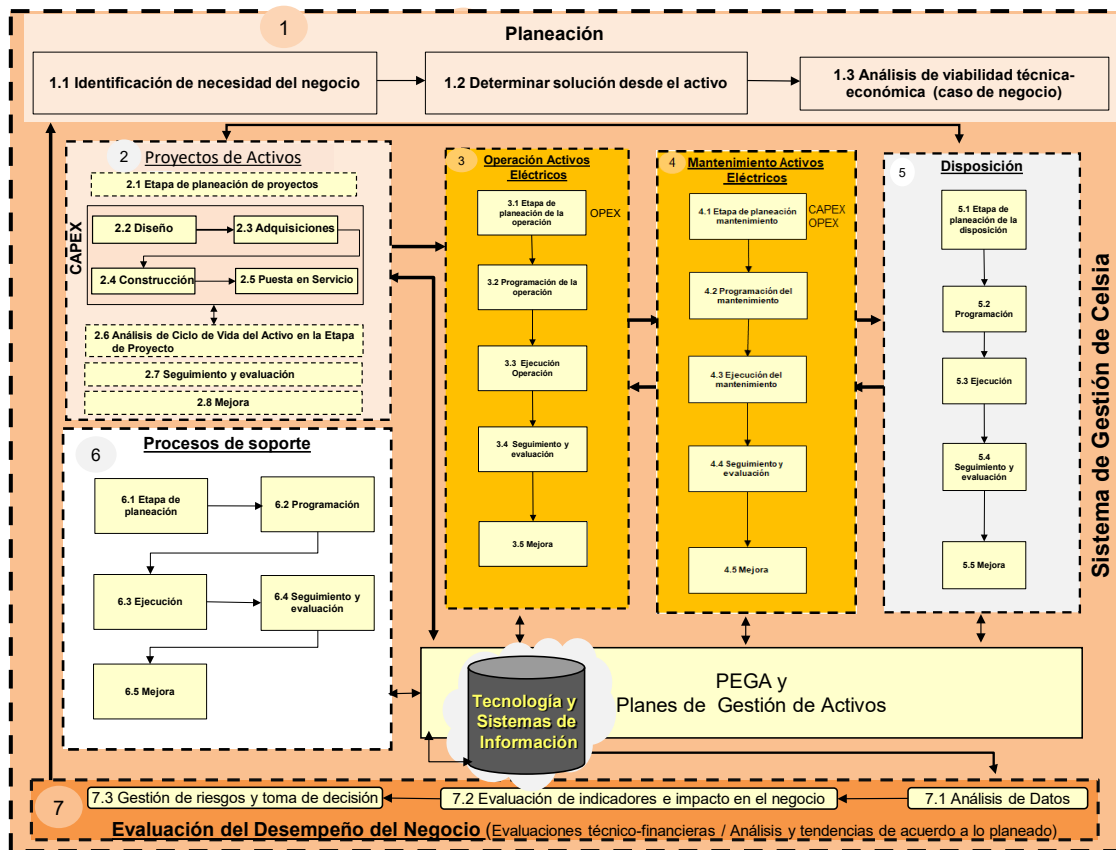 1
Planeación
1.1 Identificación de necesidad del negocio
1.2 Determinar solución desde el activo
1.3 Análisis de viabilidad técnica-
económica (caso de negocio)
2
Proyectos de Activos
2.1 Etapa de planeación de proyectos
CAPEX
2.2 Diseño
2.3 Adquisiciones
2.4 Construcción
2.5 Puesta en Servicio
2.6 Análisis de Ciclo de Vida del Activo en la Etapa
de Proyecto
2.7 Seguimiento y evaluación
2.8 Mejora
3
Operación Activos
Eléctricos
3.1 Etapa de
planeación de la
operación
OPEX
3.2 Programación de la
operación
3.3 Ejecución
Operación
3.4 Seguimiento y
evaluación
3.5 Mejora
4
Mantenimiento Activos
Eléctricos
4.1 Etapa de planeación
mantenimiento
CAPEX
OPEX
4.2 Programación del
mantenimiento
4.3 Ejecución del
mantenimiento
4.4 Seguimiento y
evaluación
4.5 Mejora
5
Disposición
5.1 Etapa de
planeación de la
disposición
5.2
Programación
5.3 Ejecución
5.4
Seguimiento y
evaluación
5.5 Mejora
Sistema de Gestión de Celsia
6
Procesos de soporte
6.1 Etapa de
planeación
6.2 Programación
6.3 Ejecución
6.4 Seguimiento y
evaluación
6.5 Mejora
Tecnología y
Sistemas de
Información
PEGA y
Planes de Gestión de Activos
7
7.3 Gestión de riesgos y toma de decisión
7.2 Evaluación de indicadores e impacto en el negocio
7.1 Análisis de Datos
Evaluación del Desempeño del Negocio (Evaluaciones técnico-financieras / Análisis y tendencias de acuerdo a lo planeado)